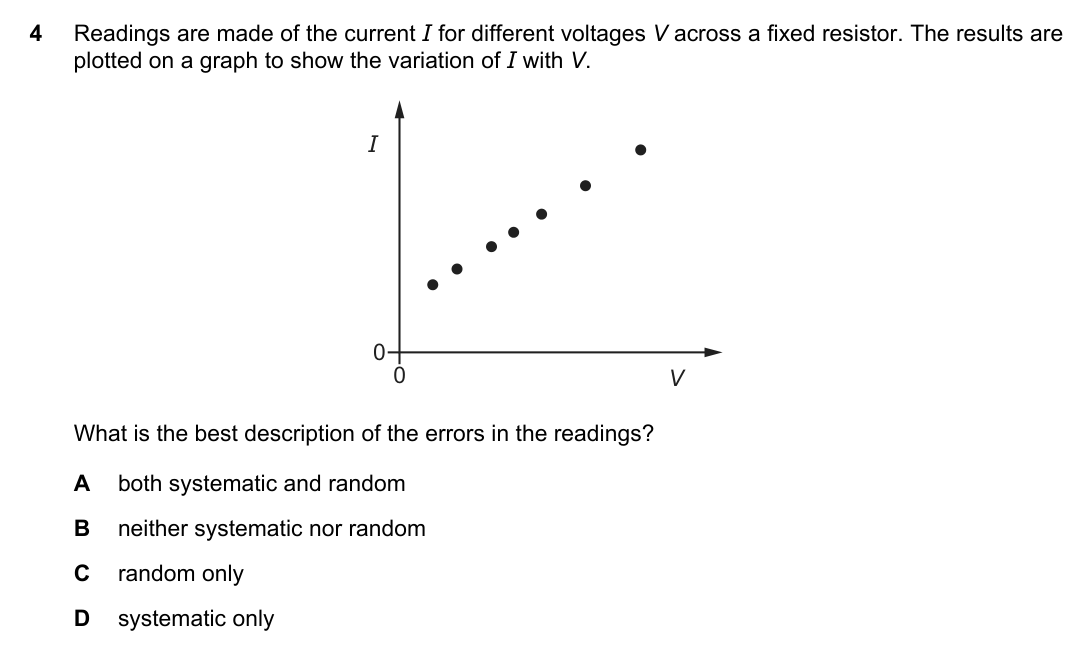 4 Readings are made of the current I for different voltages V across a fixed resistor. The results are
plotted on a graph to show the variation of I with V.
I
0
0
V
What is the best description of the errors in the readings?
A both systematic and random
B neither systematic nor random
C random only
D systematic only